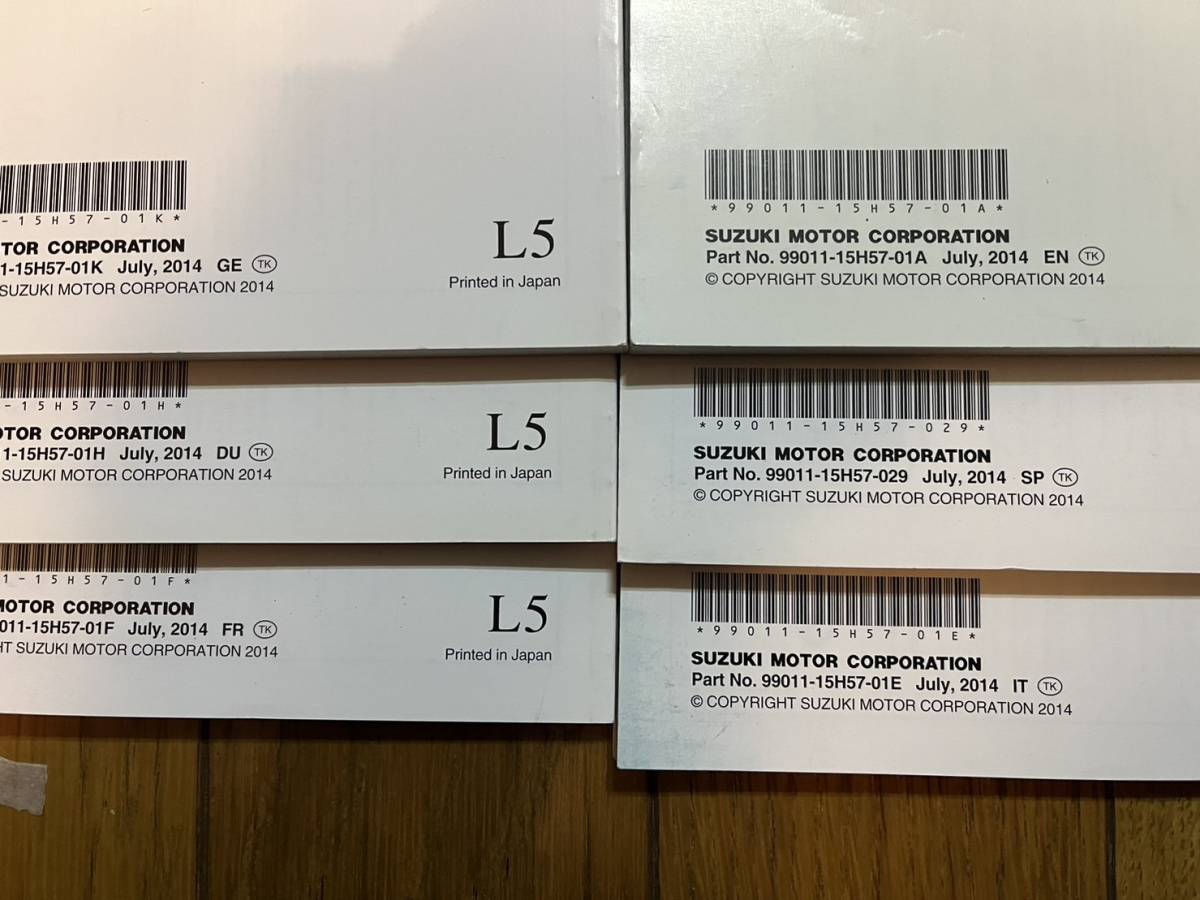 -15H57-01K*
TOR CORPORATION
1-15H57-01K July, 2014 GE TK
SUZUKI MOTOR CORPORATION 2014
L5
Printed in Japan
*99011-15H57-01A*
SUZUKI MOTOR CORPORATION
Part No. 99011-15H57-01A July, 2014 EN TK
© COPYRIGHT SUZUKI MOTOR CORPORATION 2014
-15H57-01H*
OTOR CORPORATION
1-15H57-01H July, 2014 DU TK
SUZUKI MOTOR CORPORATION 2014
L5
Printed in Japan
*99011-15H57-029*
SUZUKI MOTOR CORPORATION
Part No. 99011-15H57-029 July, 2014 SP TK
© COPYRIGHT SUZUKI MOTOR CORPORATION 2014
1-15H57-01F*
MOTOR CORPORATION
011-15H57-01F July, 2014 FR TK
HT SUZUKI MOTOR CORPORATION 2014
L5
Printed in Japan
*99011-15H57-01E*
SUZUKI MOTOR CORPORATION
Part No. 99011-15H57-01E July, 2014 IT TK
© COPYRIGHT SUZUKI MOTOR CORPORATION 2014